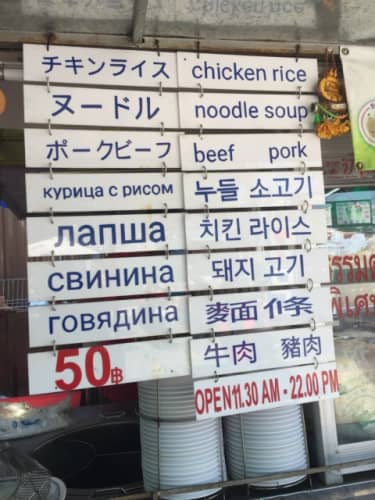 チキンライス
ヌードル
ポークビーフ
курица с рисом
лапша
свинина
говядина
50฿
chicken rice
noodle soup
beef pork
누들 소고기
치킨 라이스
돼지 고기
麥面 條
牛肉 豬肉
OPEN11.30 AM - 22.00 PM